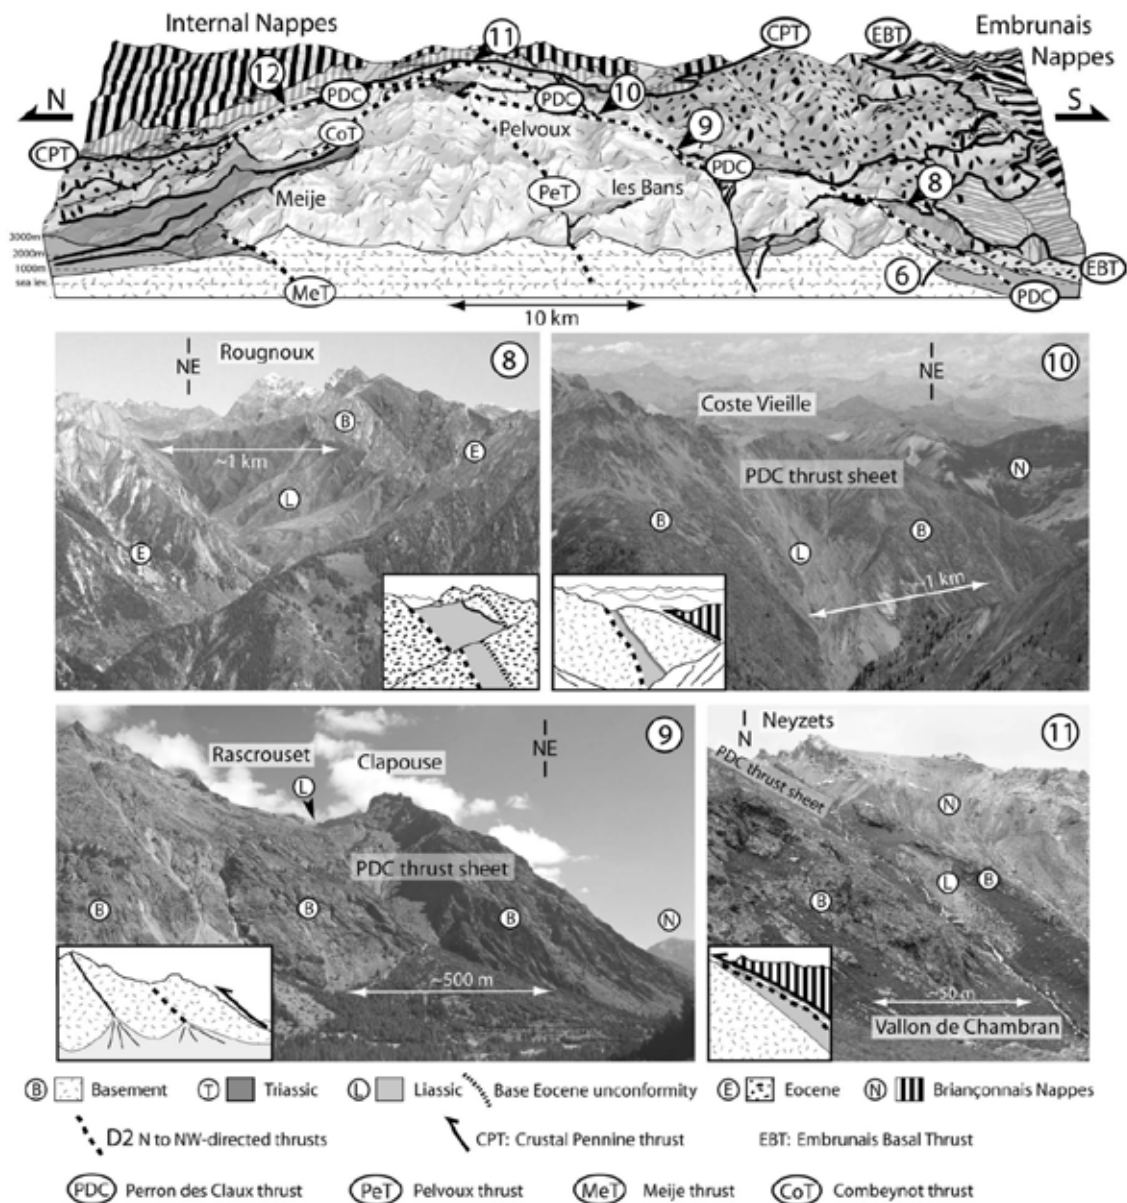 Internal Nappes
Embrunais
Nappes
11
CPT
EBT
12
PDC
PDC
10
N
S
CoT
Pelvoux
9
CPT
PDC
8
Meije
PeT
les Bans
3000m
2000m
1000m
sea lev.
6
MeT
EBT
PDC
10 km
NE
Rougnoux
8
B
E
~1 km
L
E
NE
10
Coste Vieille
PDC thrust sheet
N
B
B
L
~1 km
9
Rascrouset
Clapouse
NE
L
PDC thrust sheet
B
B
B
N
~500 m
N
Neyzets
11
PDC thrust sheet
N
L
B
B
~50 m
Vallon de Chambran
B Basement T Triassic L Liassic Base Eocene unconformity E Eocene N Briançonnais Nappes
D2 N to NW-directed thrusts CPT: Crustal Pennine thrust EBT: Embrunais Basal Thrust
PDC Perron des Claux thrust PeT Pelvoux thrust MeT Meije thrust CoT Combeynot thrust